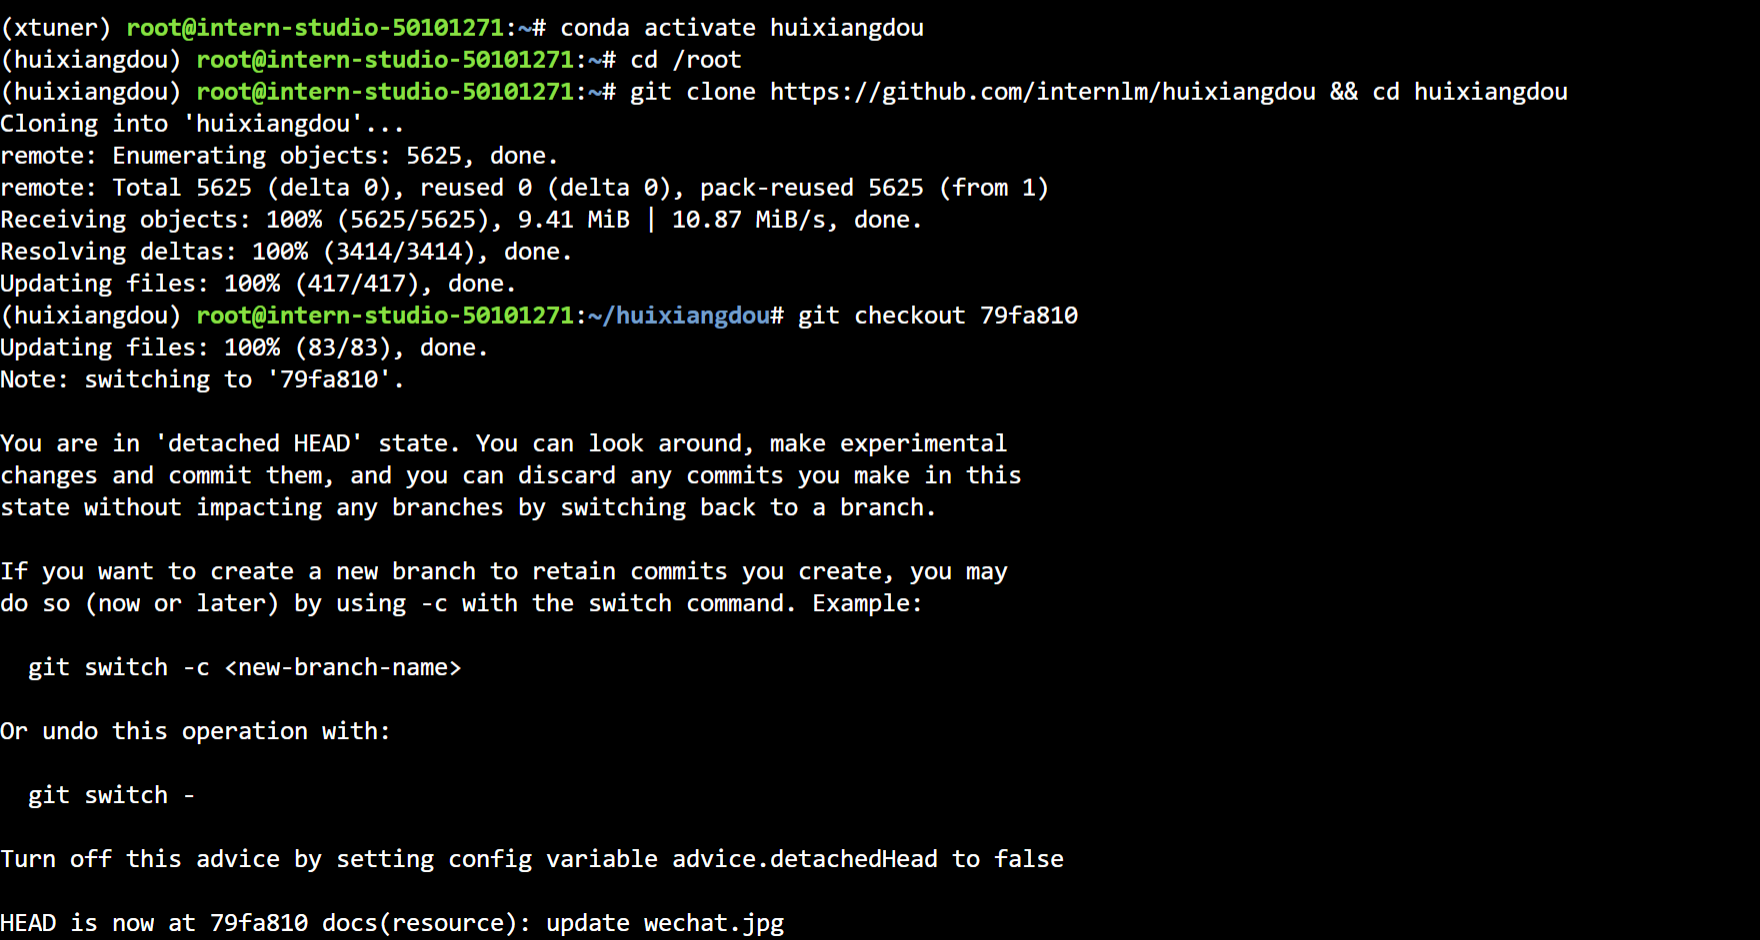 (xtuner) root@intern-studio-50101271:~# conda activate huixiangdou
(huixiangdou) root@intern-studio-50101271:~# cd /root
(huixiangdou) root@intern-studio-50101271:~# git clone https://github.com/internlm/huixiangdou && cd huixiangdou
Cloning into 'huixiangdou'...
remote: Enumerating objects: 5625, done.
remote: Total 5625 (delta 0), reused 0 (delta 0), pack-reused 5625 (from 1)
Receiving objects: 100% (5625/5625), 9.41 MiB | 10.87 MiB/s, done.
Resolving deltas: 100% (3414/3414), done.
Updating files: 100% (417/417), done.
(huixiangdou) root@intern-studio-50101271:~/huixiangdou# git checkout 79fa810
Updating files: 100% (83/83), done.
Note: switching to '79fa810'.

You are in 'detached HEAD' state. You can look around, make experimental
changes and commit them, and you can discard any commits you make in this
state without impacting any branches by switching back to a branch.

If you want to create a new branch to retain commits you create, you may
do so (now or later) by using -c with the switch command. Example:

  git switch -c <new-branch-name>

Or undo this operation with:

  git switch -

Turn off this advice by setting config variable advice.detachedHead to false

HEAD is now at 79fa810 docs(resource): update wechat.jpg